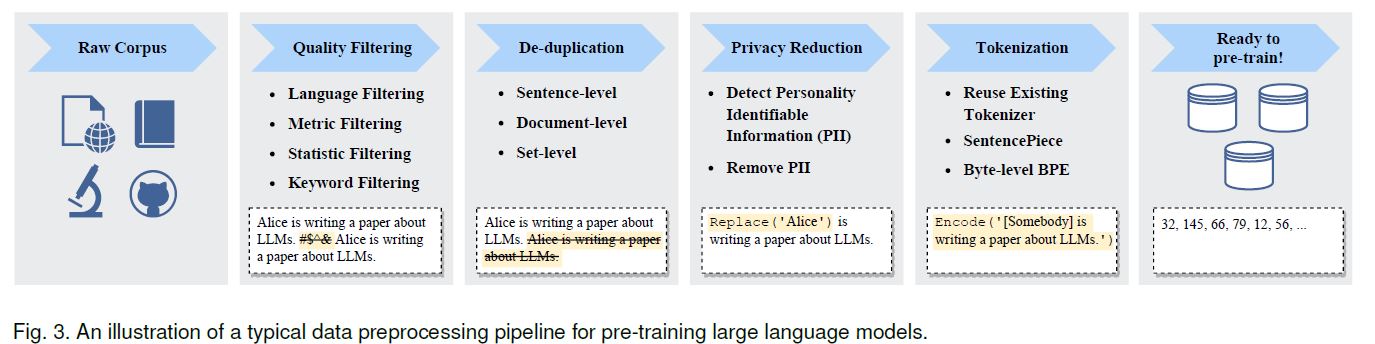 Raw Corpus
Quality Filtering
• Language Filtering
• Metric Filtering
• Statistic Filtering
• Keyword Filtering
Alice is writing a paper about
LLMs. #$^& Alice is writing
a paper about LLMs.
De-duplication
• Sentence-level
• Document-level
• Set-level
Alice is writing a paper about
LLMs. Alice is writing a paper
about LLMs.
Privacy Reduction
• Detect Personality
Identifiable
Information (PII)
• Remove PII
Replace('Alice') is
writing a paper about LLMs.
Tokenization
• Reuse Existing
Tokenizer
• SentencePiece
• Byte-level BPE
Encode('[Somebody] is
writing a paper about LLMs.')
Ready to
pre-train!
32, 145, 66, 79, 12, 56, ...
Fig. 3. An illustration of a typical data preprocessing pipeline for pre-training large language models.